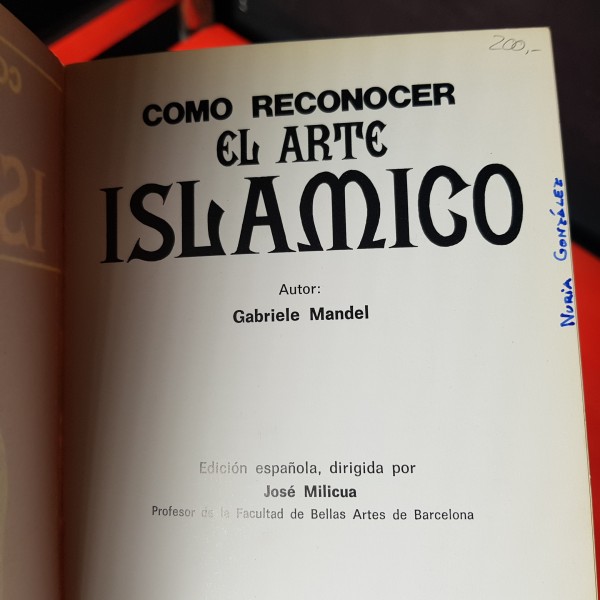 200,-
COMO RECONOCER
EL ARTE
ISLAMICO
Autor:
Gabriele Mandel
NURIA GONZÁLEZ
Edición española, dirigida por
José Milicua
Profesor de la Facultad de Bellas Artes de Barcelona